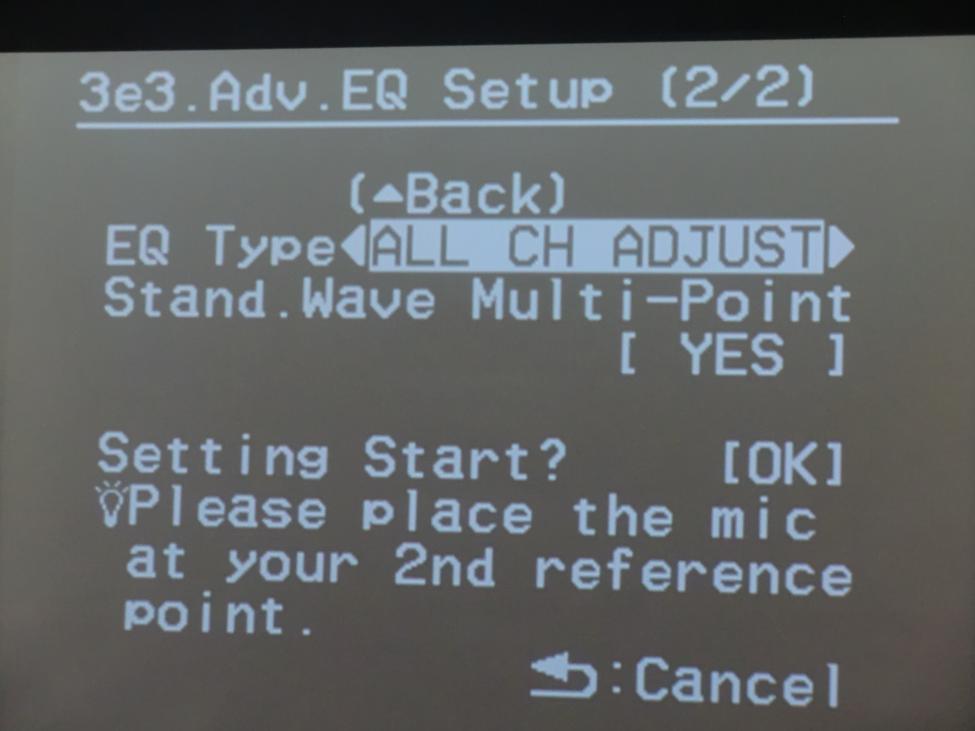 3e3.Adv.EQ Setup (2/2)
(▲Back)
EQ Type◀ALL CH ADJUST▶
Stand.Wave Multi-Point
[ YES ]
Setting Start? [OK]
Please place the mic
at your 2nd reference
point.
:Cancel